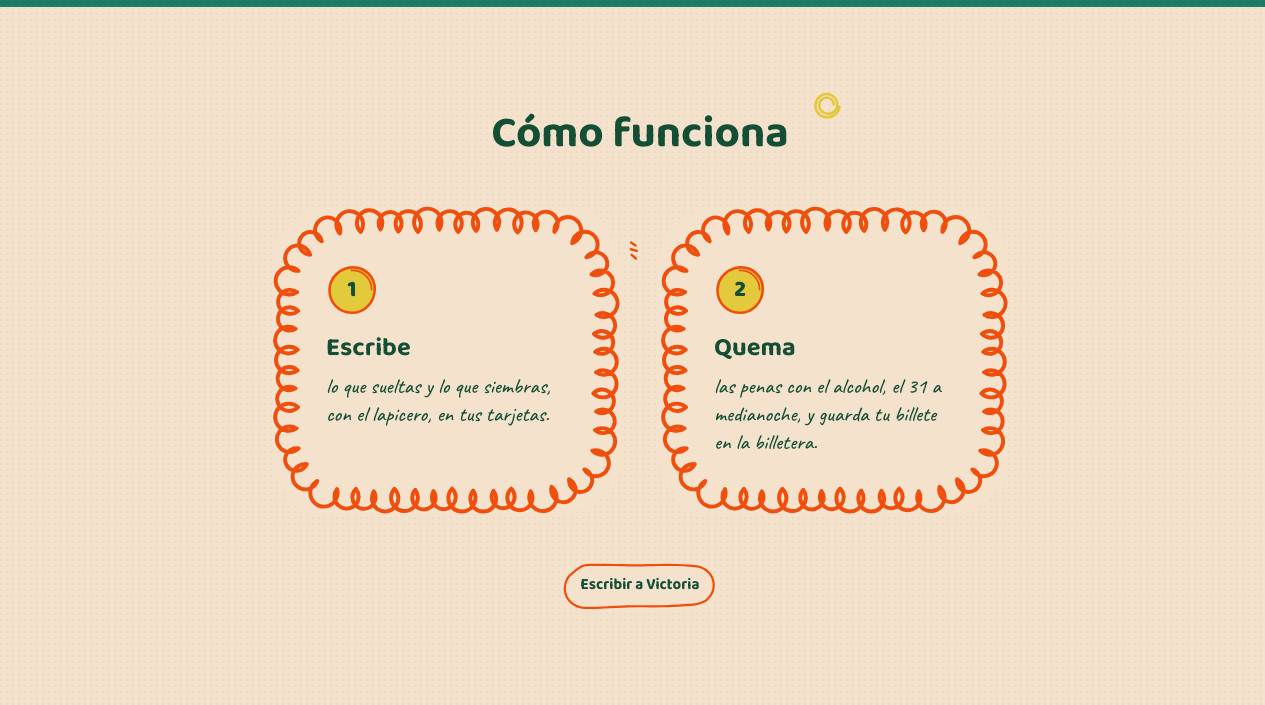 Cómo funciona
1
Escribe
lo que sueltas y lo que siembras,
con el lapicero, en tus tarjetas.
2
Quema
las penas con el alcohol, el 31 a
medianoche, y guarda tu billete
en la billetera.
Escribir a Victoria